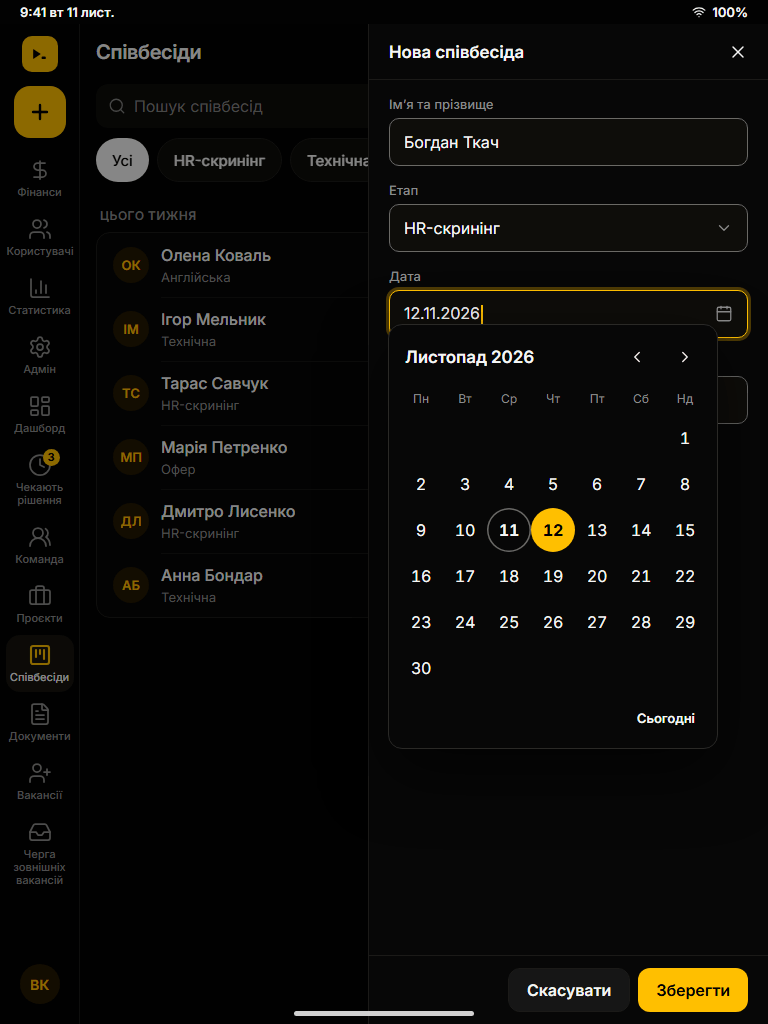 9:41 вт 11 лист.
100%
Співбесіди
Пошук співбесід
Усі
HR-скринінг
Технічна
ЦЬОГО ТИЖНЯ
ОК
Олена Коваль
Англійська
ІМ
Ігор Мельник
Технічна
ТС
Тарас Савчук
HR-скринінг
МП
Марія Петренко
Офер
ДЛ
Дмитро Лисенко
HR-скринінг
АБ
Анна Бондар
Технічна
Фінанси
Користувачі
Статистика
Адмін
Дашборд
3
Чекають
рішення
Команда
Проєкти
Співбесіди
Документи
Вакансії
Черга
зовнішніх
вакансій
ВК
Нова співбесіда
Ім'я та прізвище
Богдан Ткач
Етап
HR-скринінг
Дата
12.11.2026
Листопад 2026
Пн Вт Ср Чт Пт Сб Нд
1
2 3 4 5 6 7 8
9 10 11 12 13 14 15
16 17 18 19 20 21 22
23 24 25 26 27 28 29
30
Сьогодні
Скасувати
Зберегти